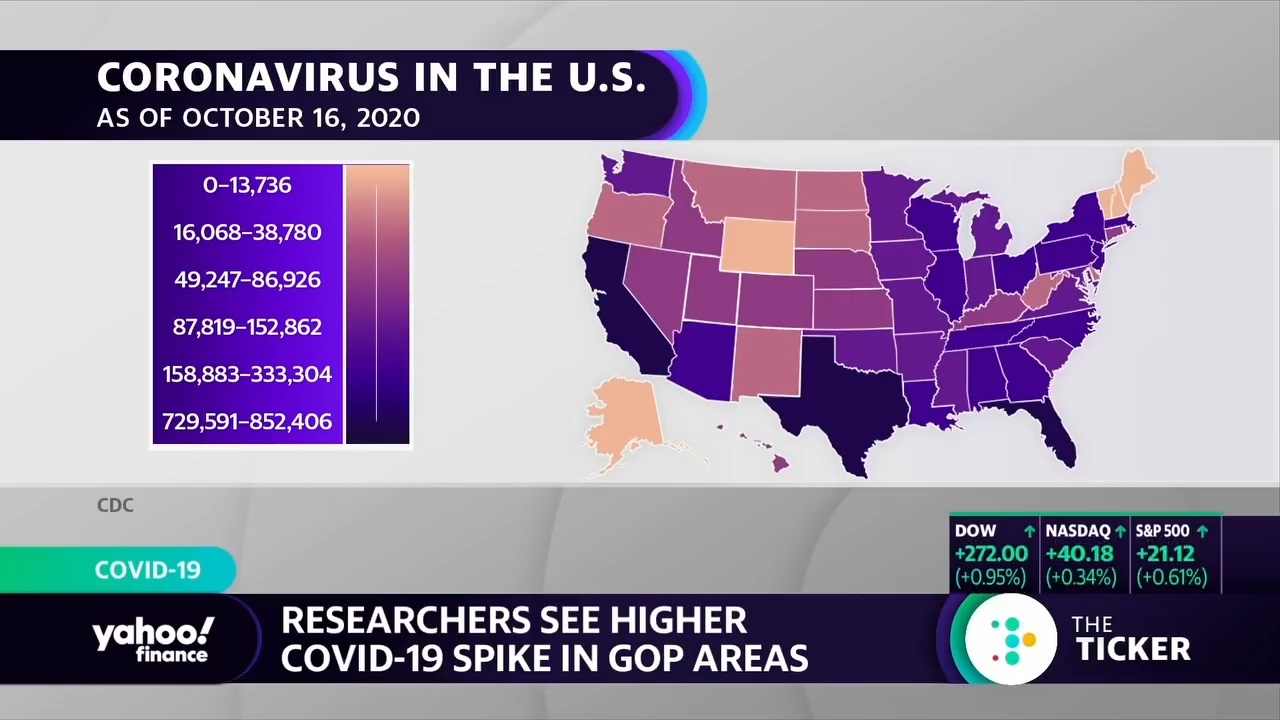 CORONAVIRUS IN THE U.S.
AS OF OCTOBER 16, 2020
0–13,736
16,068–38,780
49,247–86,926
87,819–152,862
158,883–333,304
729,591–852,406
CDC
DOW
+272.00
(+0.95%)
NASDAQ
+40.18
(+0.34%)
S&P 500
+21.12
(+0.61%)
COVID-19
yahoo!
finance
RESEARCHERS SEE HIGHER
COVID-19 SPIKE IN GOP AREAS
THE
TICKER